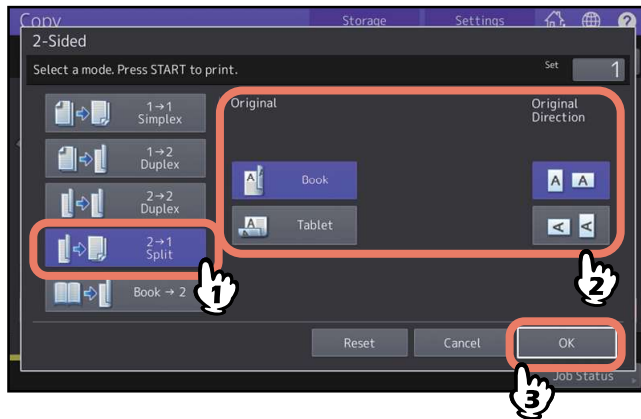 Copy
Storage
Settings
?
2-Sided
Select a mode. Press START to print.
Set
1
1→1
Simplex
1→2
Duplex
2→2
Duplex
2→1
Split
Book → 2
1
Original
A
Book
A
Tablet
Original
Direction
A A
A A
2
Reset
Cancel
OK
3
Job Status